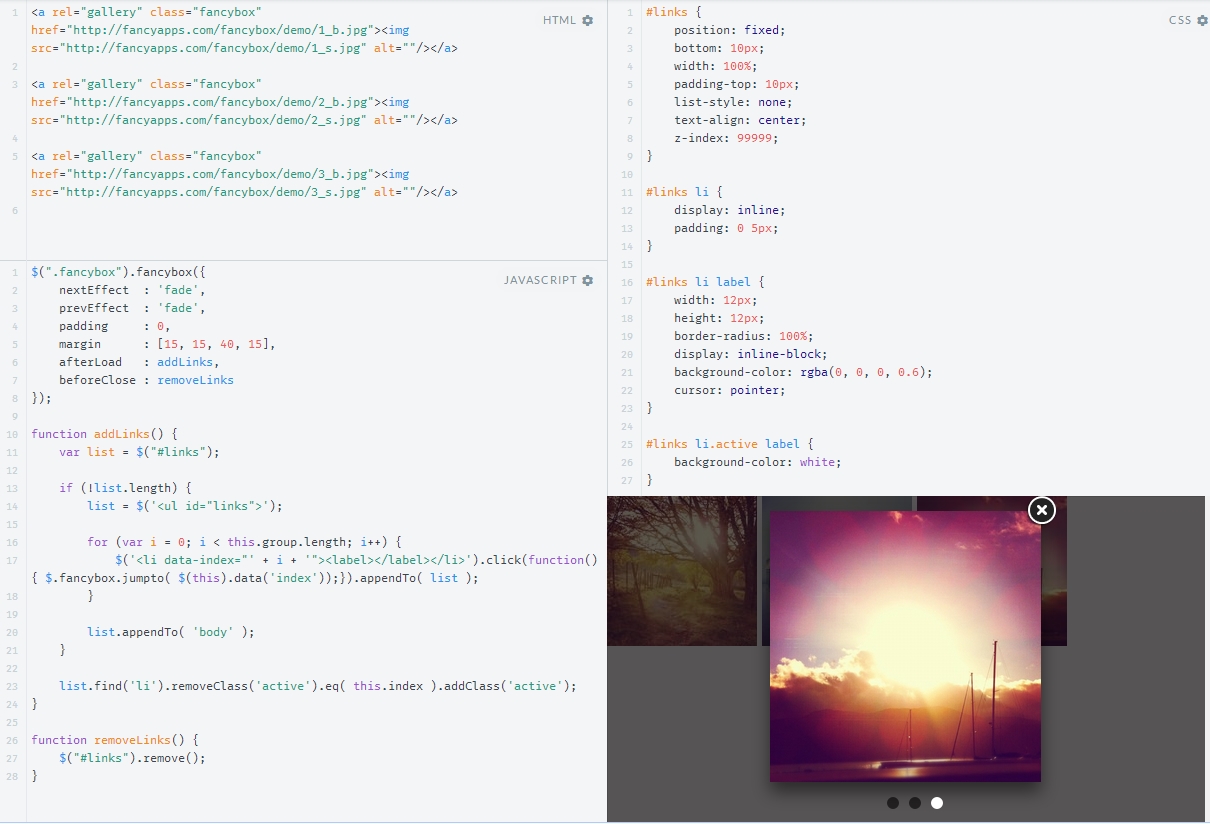 HTML
1 <a rel="gallery" class="fancybox"
href="http://fancyapps.com/fancybox/demo/1_b.jpg"><img
src="http://fancyapps.com/fancybox/demo/1_s.jpg" alt=""/></a>
2
3 <a rel="gallery" class="fancybox"
href="http://fancyapps.com/fancybox/demo/2_b.jpg"><img
src="http://fancyapps.com/fancybox/demo/2_s.jpg" alt=""/></a>
4
5 <a rel="gallery" class="fancybox"
href="http://fancyapps.com/fancybox/demo/3_b.jpg"><img
src="http://fancyapps.com/fancybox/demo/3_s.jpg" alt=""/></a>
6
JAVASCRIPT
1 $(".fancybox").fancybox({
2     nextEffect  : 'fade',
3     prevEffect  : 'fade',
4     padding     : 0,
5     margin      : [15, 15, 40, 15],
6     afterLoad   : addLinks,
7     beforeClose : removeLinks
8 });
9
10 function addLinks() {
11     var list = $("#links");
12
13     if (!list.length) {
14         list = $('<ul id="links">');
15
16         for (var i = 0; i < this.group.length; i++) {
17             $('<li data-index="' + i + '"><label></label></li>').click(function()
{ $.fancybox.jumpto( $(this).data('index'));}).appendTo( list );
18         }
19
20         list.appendTo( 'body' );
21     }
22
23     list.find('li').removeClass('active').eq( this.index ).addClass('active');
24 }
25
26 function removeLinks() {
27     $("#links").remove();
28 }
CSS
1 #links {
2     position: fixed;
3     bottom: 10px;
4     width: 100%;
5     padding-top: 10px;
6     list-style: none;
7     text-align: center;
8     z-index: 99999;
9 }
10
11 #links li {
12     display: inline;
13     padding: 0 5px;
14 }
15
16 #links li label {
17     width: 12px;
18     height: 12px;
19     border-radius: 100%;
20     display: inline-block;
21     background-color: rgba(0, 0, 0, 0.6);
22     cursor: pointer;
23 }
24
25 #links li.active label {
26     background-color: white;
27 }